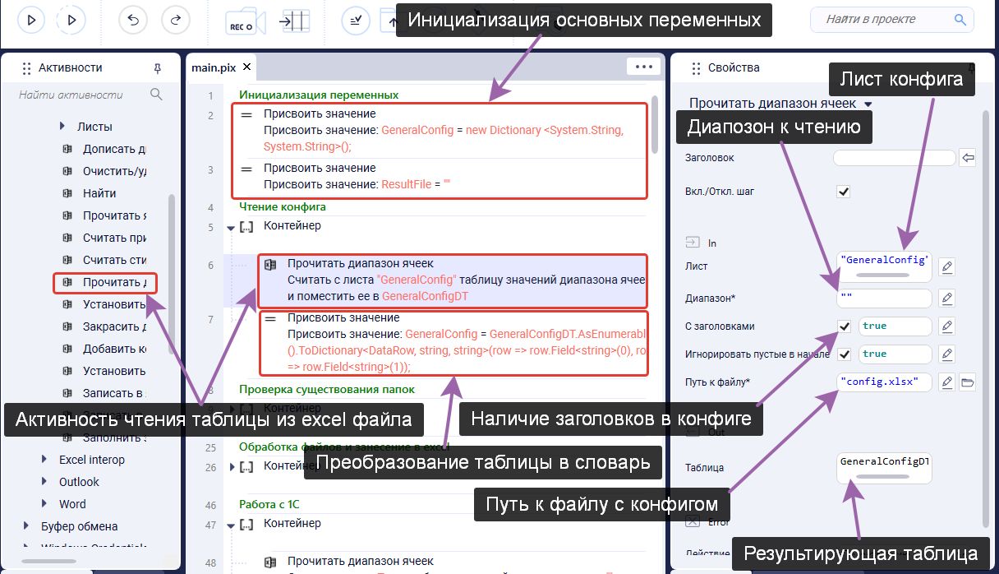 REC
Инициализация основных переменных
Найти в проекте
Активности
main.pix
Свойства
Найти активности
Листы
Дописать д
Очистить/уд
Найти
Прочитать я
Считать при
Считать сти
Прочитать д
Установить
Закрасить д
Добавить ко
Установить
Записать в
Заполнить з
Excel interop
Outlook
Word
Буфер обмена
1 Инициализация переменных
2 Присвоить значение
Присвоить значение: GeneralConfig = new Dictionary <System.String,
System.String>();
3 Присвоить значение
Присвоить значение: ResultFile = ""
4 Чтение конфига
5 Контейнер
6 Прочитать диапазон ячеек
Считать с листа "GeneralConfig" таблицу значений диапазона ячее
и поместить ее в GeneralConfigDT
7 Присвоить значение
Присвоить значение: GeneralConfig = GeneralConfigDT.AsEnumerabl
().ToDictionary<DataRow, string, string>(row => row.Field<string>(0), ro
=> row.Field<string>(1));
8 Проверка существования папок
9 Контейнер
Активность чтения таблицы из excel файла
Наличие заголовков в конфиге
25 Обработка файлов и занесение в excel
26 Контейнер
Преобразование таблицы в словарь
Путь к файлу с конфигом
46 Работа с 1С
47 Контейнер
48 Прочитать диапазон ячеек
Лист конфига
Прочитать диапазон ячеек
Диапозон к чтению
Заголовок
Вкл./Откл. шаг
In
Лист "GeneralConfig"
Диапазон* ""
С заголовками true
Игнорировать пустые в начале true
Путь к файлу* "config.xlsx"
Out
Таблица GeneralConfigDT
Error
Действие
Результирующая таблица